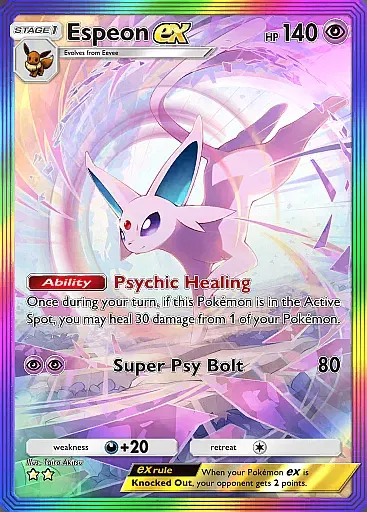 STAGE 1
Espeon ex
HP 140
Evolves from Eevee
Ability Psychic Healing
Once during your turn, if this Pokémon is in the Active
Spot, you may heal 30 damage from 1 of your Pokémon.
Super Psy Bolt 80
weakness +20 retreat
Illus. Taira Akitsu
ex rule
When your Pokémon ex is
Knocked Out, your opponent gets 2 points.